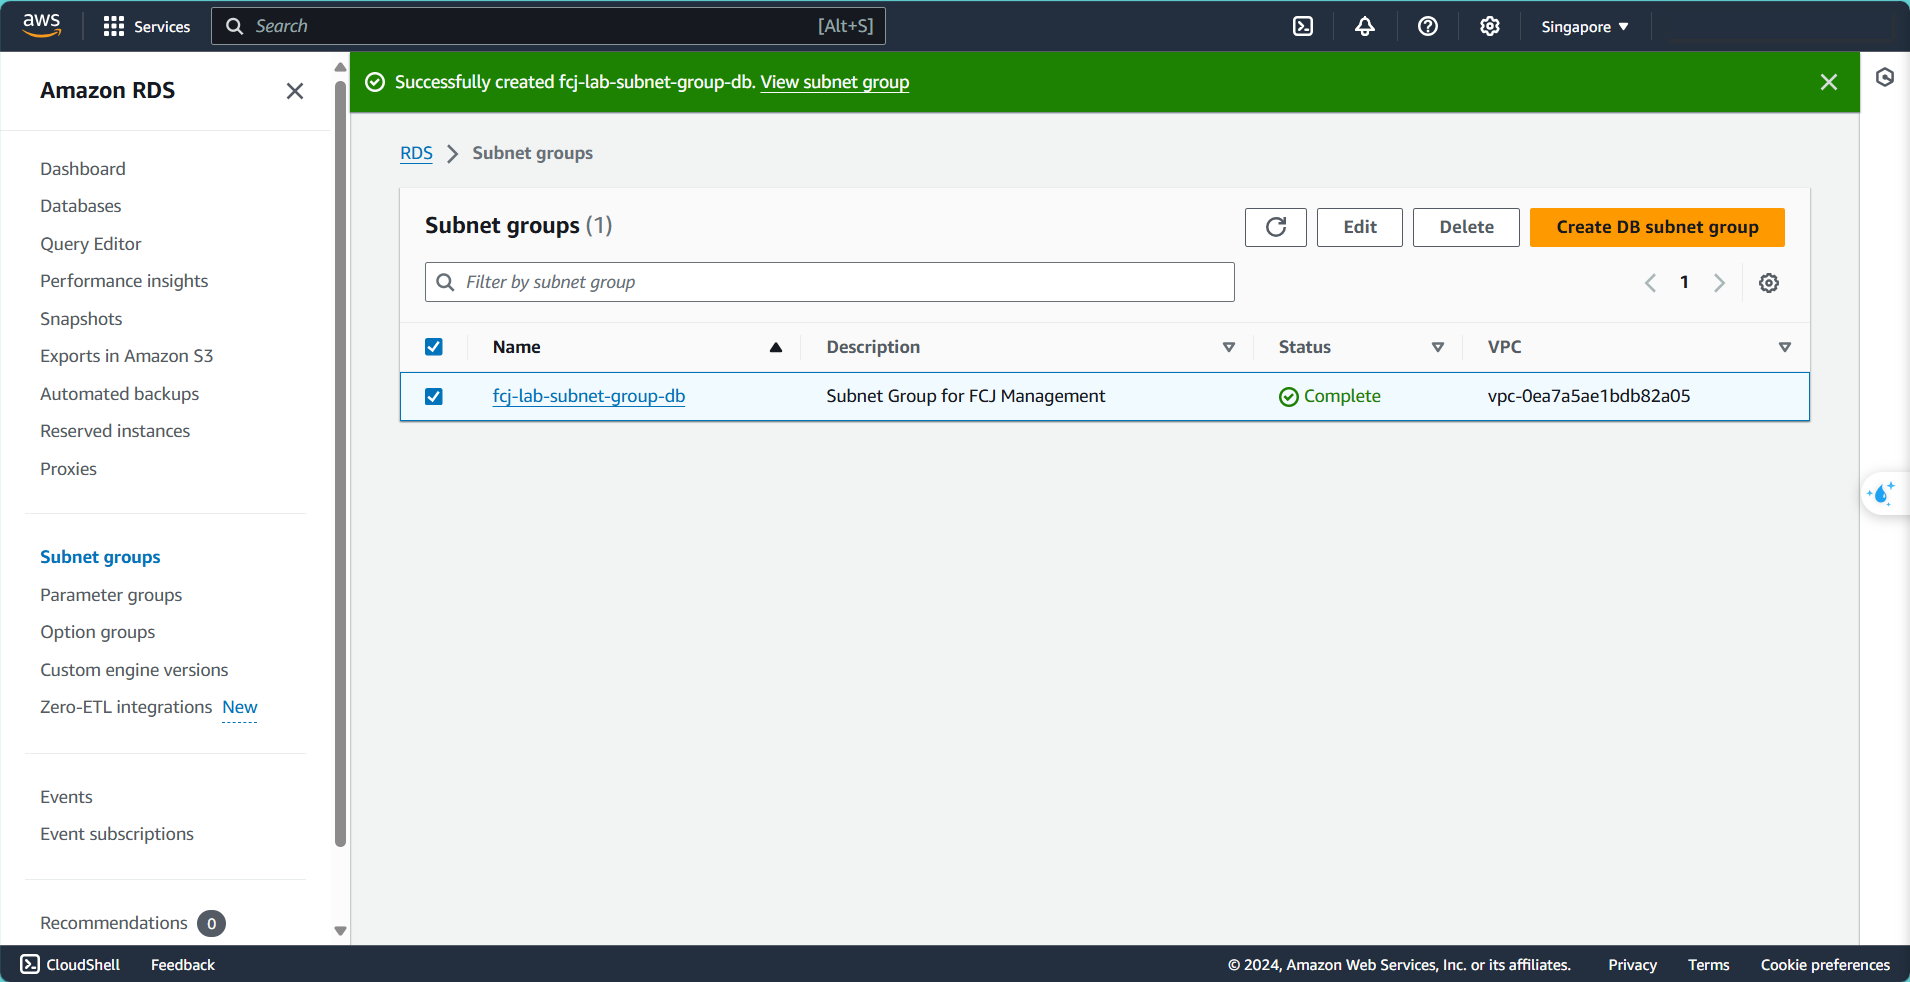 aws Services Search [Alt+S] Singapore
Amazon RDS
Dashboard
Databases
Query Editor
Performance insights
Snapshots
Exports in Amazon S3
Automated backups
Reserved instances
Proxies
Subnet groups
Parameter groups
Option groups
Custom engine versions
Zero-ETL integrations New
Events
Event subscriptions
Recommendations 0
Successfully created fcj-lab-subnet-group-db. View subnet group
RDS Subnet groups
Subnet groups (1) Edit Delete Create DB subnet group
Filter by subnet group 1
Name Description Status VPC
fcj-lab-subnet-group-db Subnet Group for FCJ Management Complete vpc-0ea7a5ae1bdb82a05
CloudShell Feedback © 2024, Amazon Web Services, Inc. or its affiliates. Privacy Terms Cookie preferences